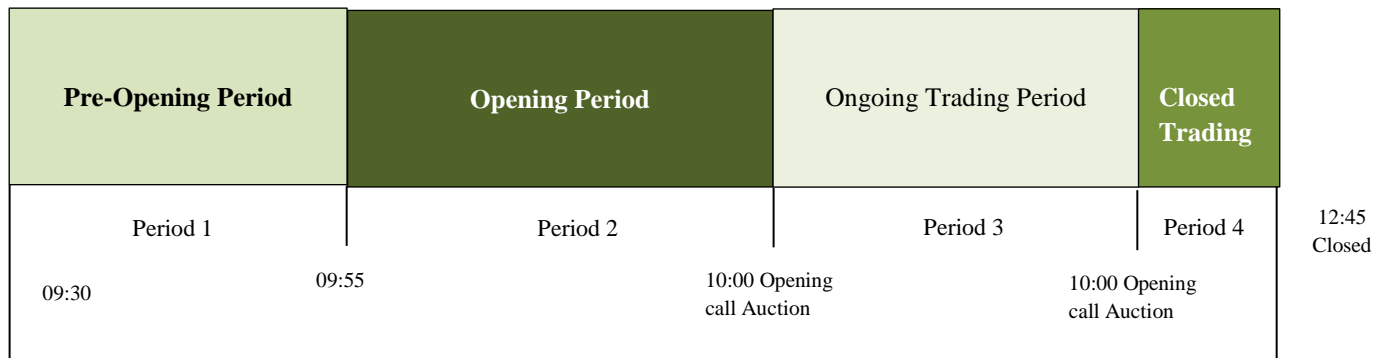 Pre-Opening Period
Opening Period
Ongoing Trading Period
Closed
Trading
Period 1
Period 2
Period 3
Period 4
12:45
Closed
09:30
09:55
10:00 Opening
call Auction
10:00 Opening
call Auction